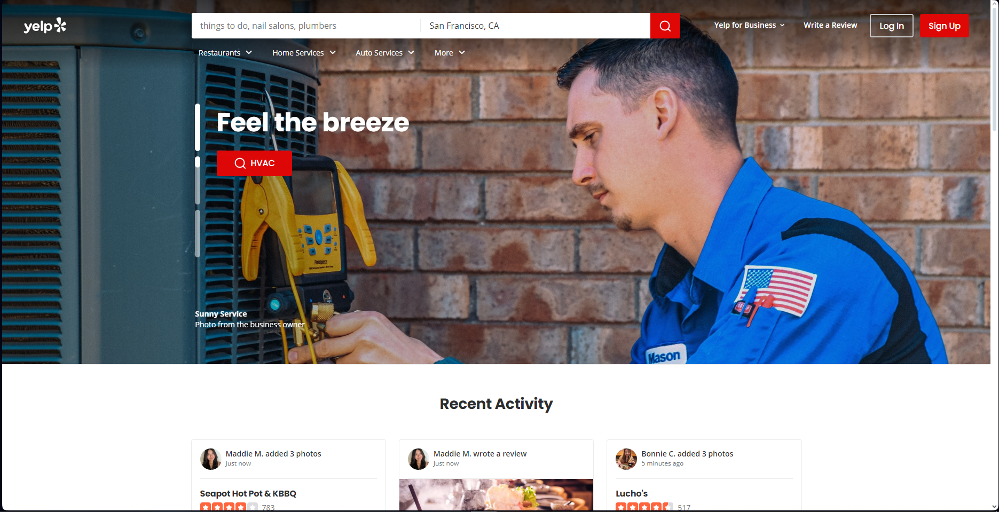 yelp
things to do, nail salons, plumbers
San Francisco, CA
Yelp for Business
Write a Review
Log In
Sign Up
Restaurants
Home Services
Auto Services
More
Feel the breeze
HVAC
Fieldpiece
Sunny Service
Photo from the business owner
Mason
Recent Activity
Maddie M. added 3 photos
Just now
Seapot Hot Pot & KBBQ
783
Maddie M. wrote a review
Just now
Bonnie C. added 3 photos
5 minutes ago
Lucho's
517